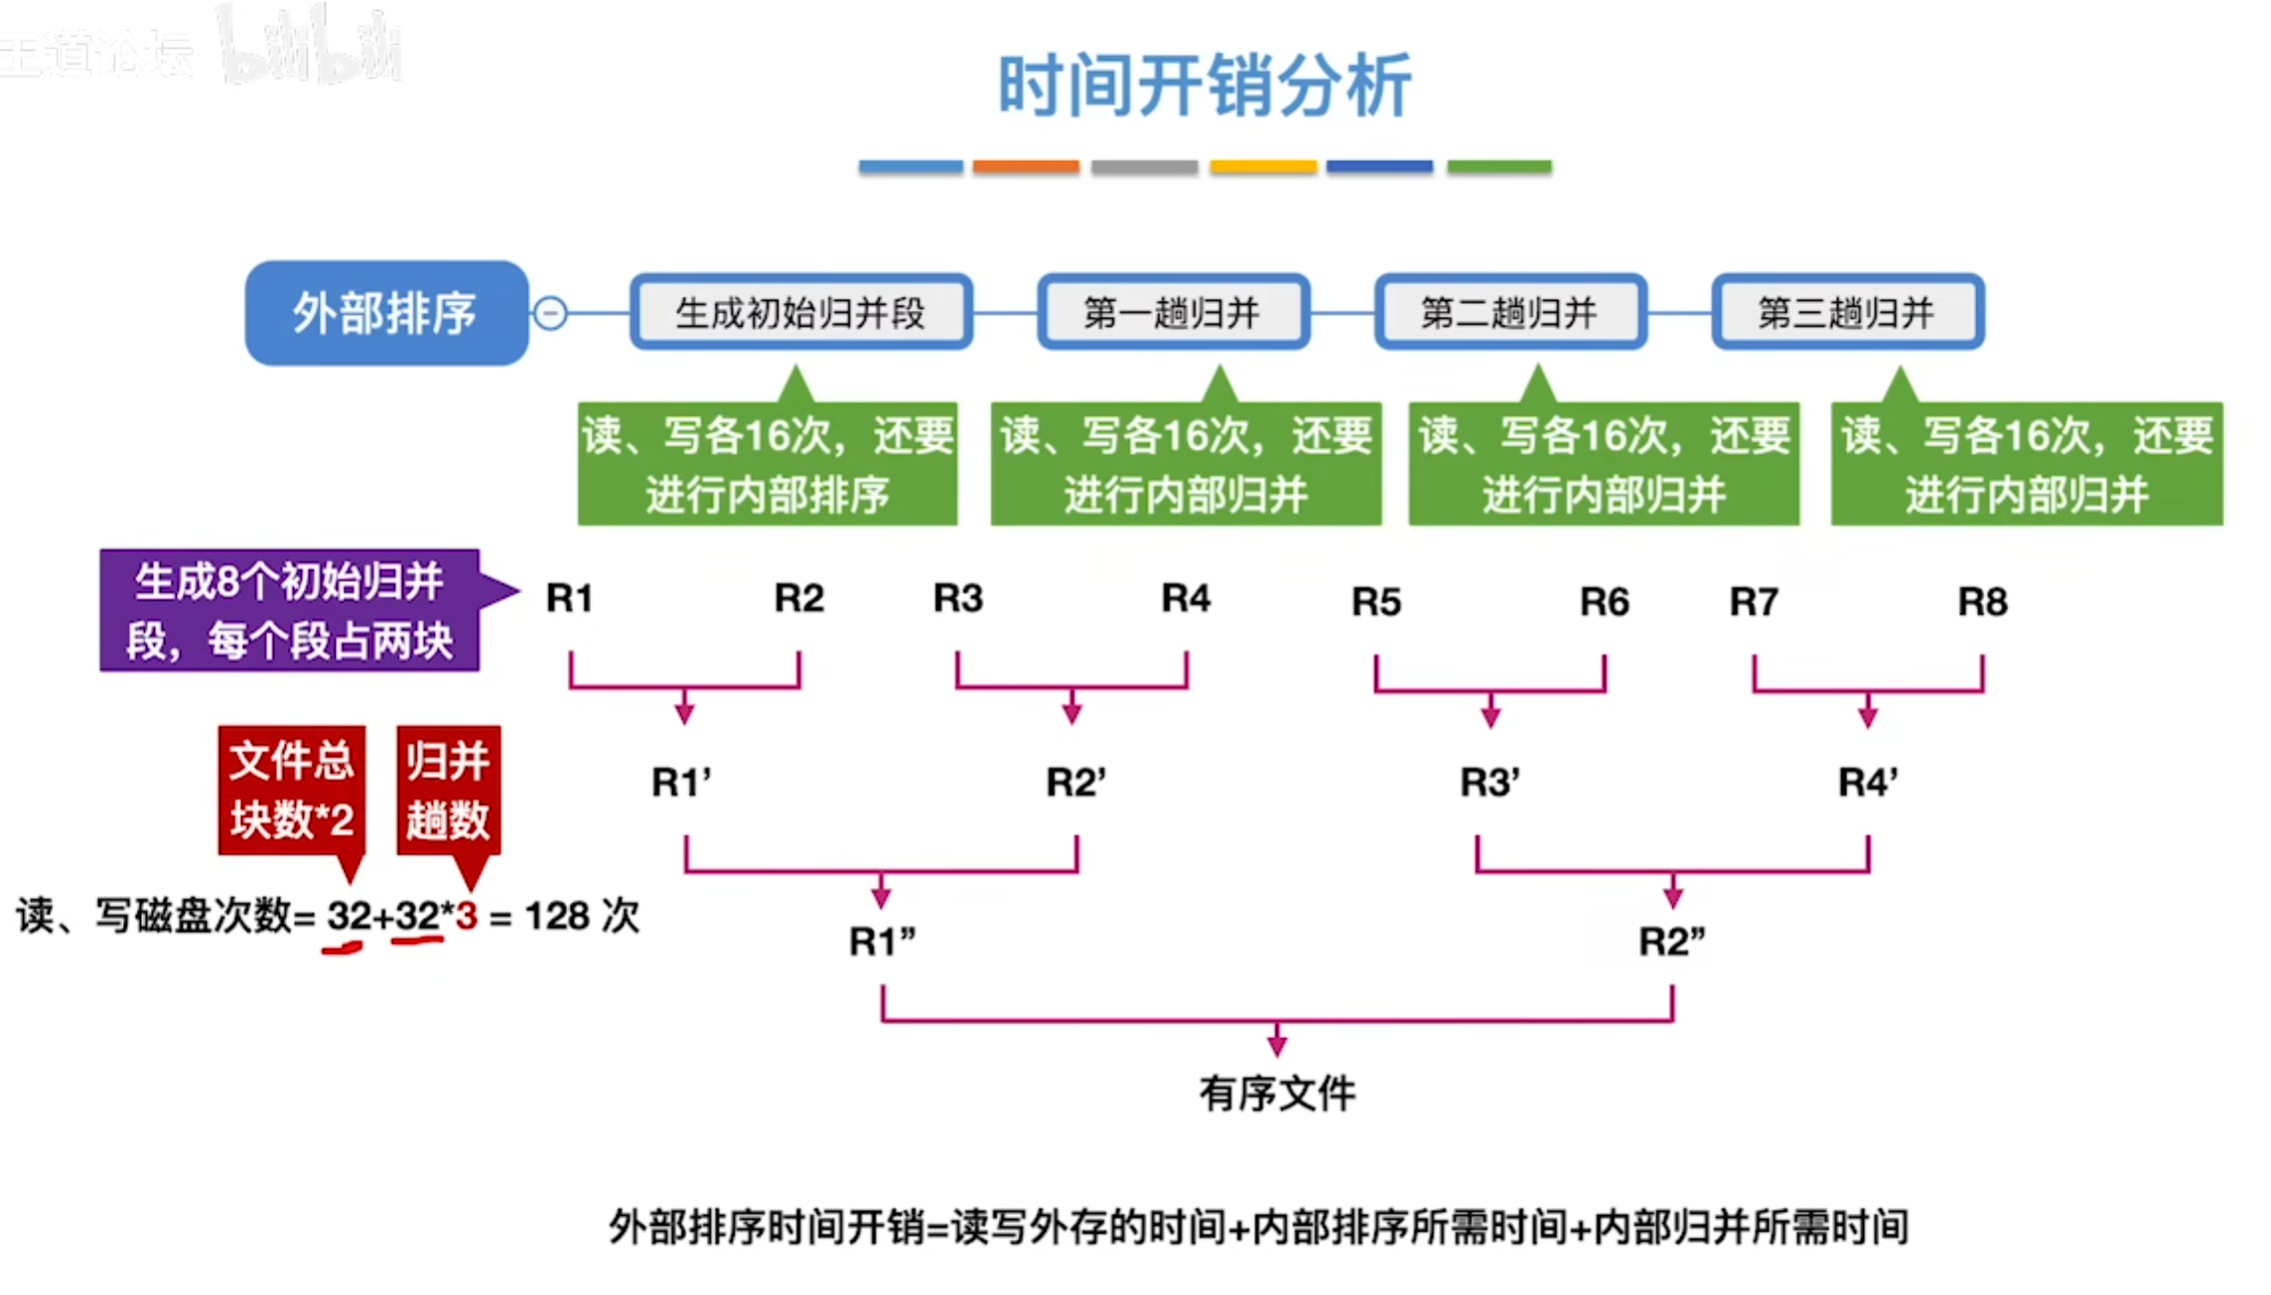 王道论坛 bilibili
时间开销分析
外部排序
生成初始归并段
第一趟归并
第二趟归并
第三趟归并
读、写各16次，还要
进行内部排序
读、写各16次，还要
进行内部归并
读、写各16次，还要
进行内部归并
读、写各16次，还要
进行内部归并
生成8个初始归并
段，每个段占两块
R1 R2 R3 R4 R5 R6 R7 R8
文件总
块数*2
归并
趟数
R1’ R2’ R3’ R4’
读、写磁盘次数= 32+32*3 = 128 次
R1” R2”
有序文件
外部排序时间开销=读写外存的时间+内部排序所需时间+内部归并所需时间